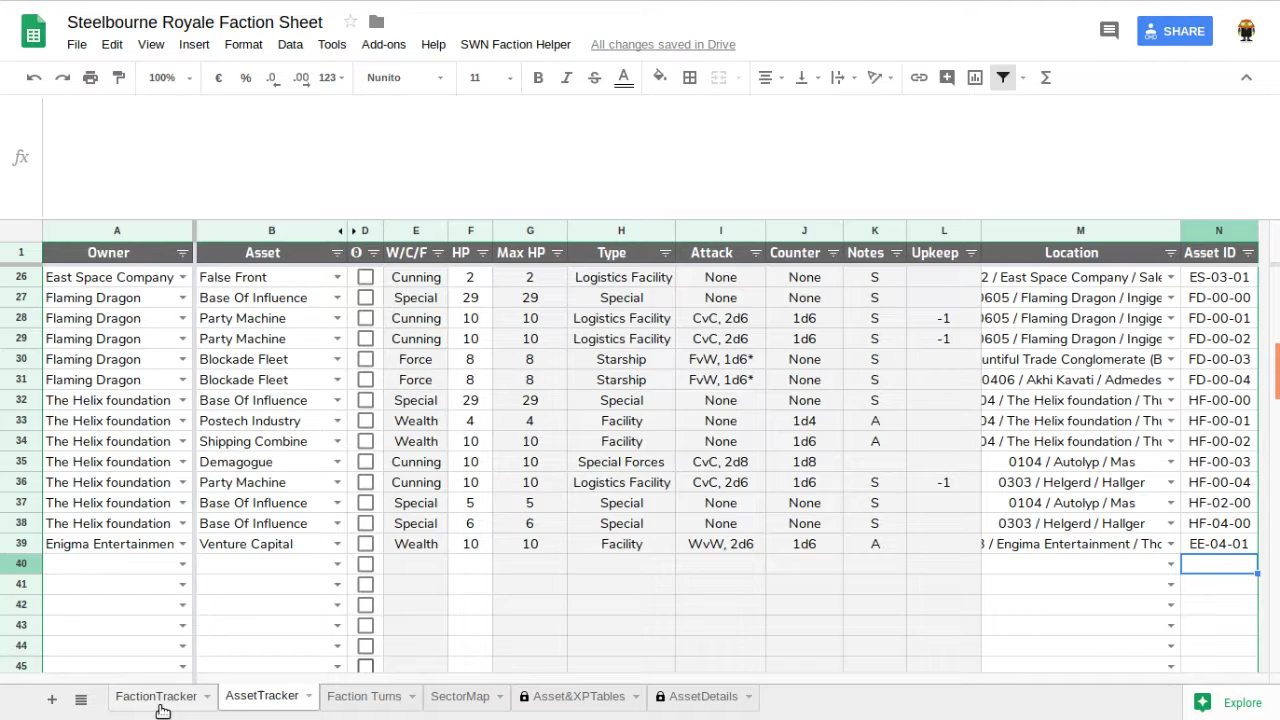 Steelbourne Royale Faction Sheet
File Edit View Insert Format Data Tools Add-ons Help SWN Faction Helper All changes saved in Drive
SHARE
100% € % .0 .00 123 Nunito 11 B I S A
fx
A B D E F G H I J K L M N
1 Owner Asset Θ W/C/F HP Max HP Type Attack Counter Notes Upkeep Location Asset ID
26 East Space Company False Front Cunning 2 2 Logistics Facility None None S 2 / East Space Company / Sale ES-03-01
27 Flaming Dragon Base Of Influence Special 29 29 Special None None S 0605 / Flaming Dragon / Ingige FD-00-00
28 Flaming Dragon Party Machine Cunning 10 10 Logistics Facility CvC, 2d6 1d6 S -1 0605 / Flaming Dragon / Ingige FD-00-01
29 Flaming Dragon Party Machine Cunning 10 10 Logistics Facility CvC, 2d6 1d6 S -1 0605 / Flaming Dragon / Ingige FD-00-02
30 Flaming Dragon Blockade Fleet Force 8 8 Starship FvW, 1d6* None S untiful Trade Conglomerate (B FD-00-03
31 Flaming Dragon Blockade Fleet Force 8 8 Starship FvW, 1d6* None S 00406 / Akhi Kavati / Admedes FD-00-04
32 The Helix foundation Base Of Influence Special 29 29 Special None None S 04 / The Helix foundation / Thu HF-00-00
33 The Helix foundation Postech Industry Wealth 4 4 Facility None 1d4 A 04 / The Helix foundation / Thu HF-00-01
34 The Helix foundation Shipping Combine Wealth 10 10 Facility None 1d6 A 04 / The Helix foundation / Thu HF-00-02
35 The Helix foundation Demagogue Cunning 10 10 Special Forces CvC, 2d8 1d8 0104 / Autolyp / Mas HF-00-03
36 The Helix foundation Party Machine Cunning 10 10 Logistics Facility CvC, 2d6 1d6 S -1 0303 / Helgerd / Hallger HF-00-04
37 The Helix foundation Base Of Influence Special 5 5 Special None None S 0104 / Autolyp / Mas HF-02-00
38 The Helix foundation Base Of Influence Special 6 6 Special None None S 0303 / Helgerd / Hallger HF-04-00
39 Enigma Entertainmen Venture Capital Wealth 10 10 Facility WvW, 2d6 1d6 A 3 / Engima Entertainment / Tho EE-04-01
40
41
42
43
44
45
FactionTracker AssetTracker Faction Turns SectorMap Asset&XPTables AssetDetails Explore